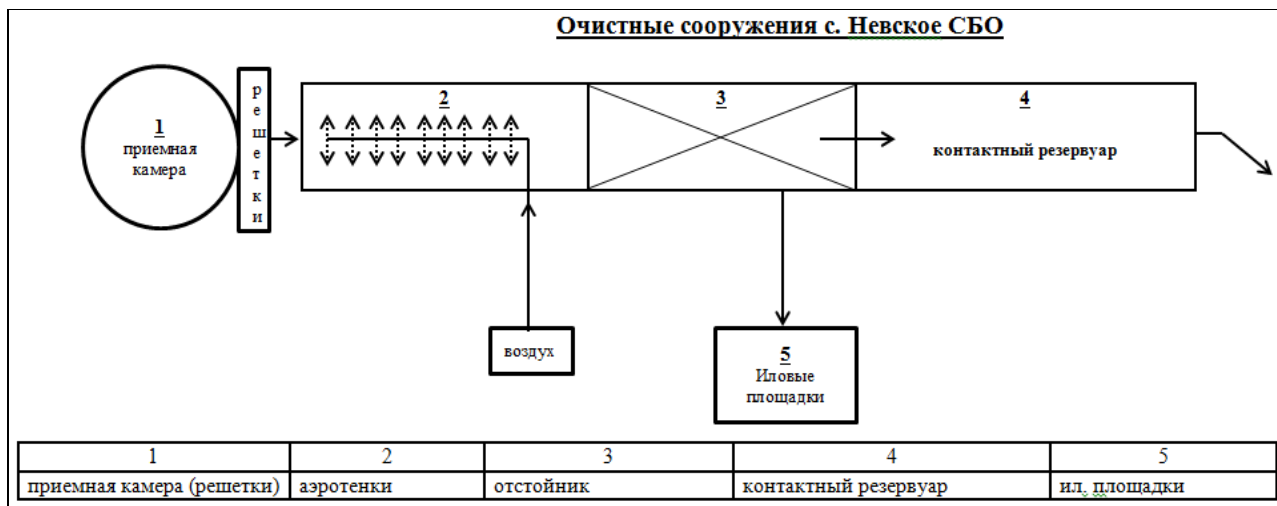 Очистные сооружения с. Невское СБО
1
приемная
камера
решетки
2
3
4
контактный резервуар
воздух
5
Иловые
площадки
1 2 3 4 5
приемная камера (решетки) аэротенки отстойник контактный резервуар ил. площадки